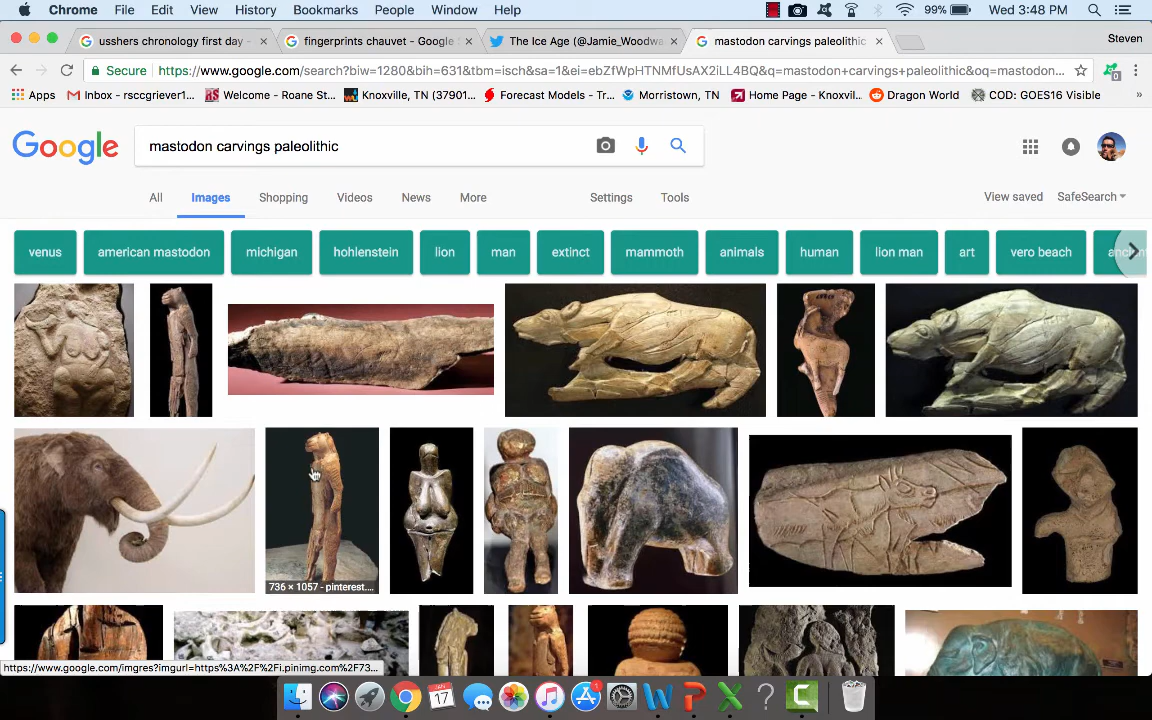 Chrome File Edit View History Bookmarks People Window Help 99% Wed 3:48 PM
usshers chronology first day - fingerprints chauvet - Google S The Ice Age (@Jamie_Woodwa mastodon carvings paleolithic Steven
Secure https://www.google.com/search?biw=1280&bih=631&tbm=isch&sa=1&ei=ebZfWpHTNMfUsAX2iLL4BQ&q=mastodon+carvings+paleolithic&oq=mastodon...
Apps Inbox - rsccgriever1... Welcome - Roane St... Knoxville, TN (37901... Forecast Models - Tr... Morristown, TN Home Page - Knoxvil... Dragon World COD: GOES16 Visible »
Google mastodon carvings paleolithic
All Images Shopping Videos News More Settings Tools View saved SafeSearch
venus american mastodon michigan hohlenstein lion man extinct mammoth animals human lion man art vero beach
736 × 1057 - pinterest....
https://www.google.com/imgres?imgurl=https%3A%2F%2Fi.pinimg.com%2F73...
JAN 17 1